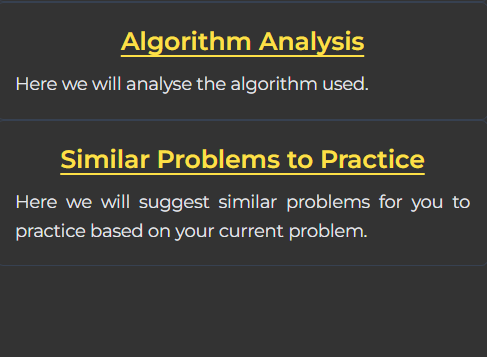 Algorithm Analysis
Here we will analyse the algorithm used.
Similar Problems to Practice
Here we will suggest similar problems for you to
practice based on your current problem.